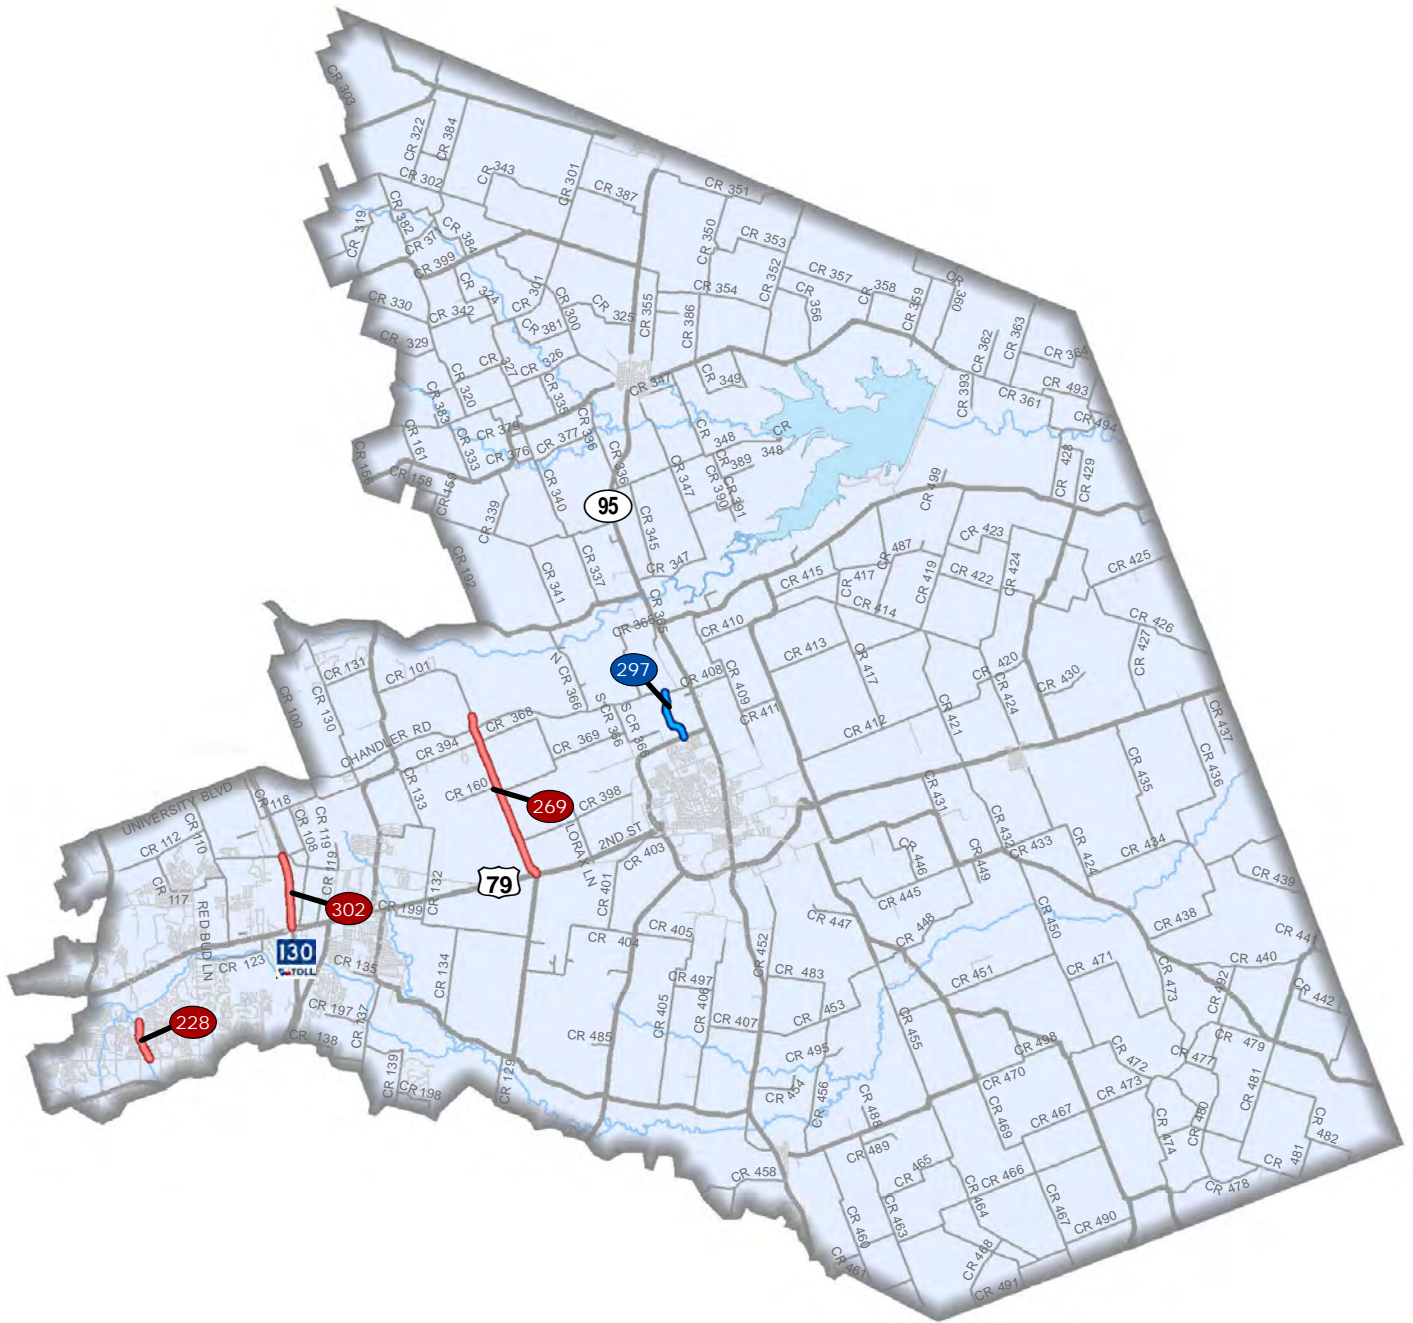 CR 303
CR 322
CR 384
CR 302
CR 343
CR 301
CR 387
CR 351
CR 319
CR 382
CR 371
CR 384
CR 399
CR 350
CR 353
CR 352
CR 357
CR 358
CR 359
CR 360
CR 330
CR 324
CR 342
CR 301
CR 300
CR 325
CR 355
CR 354
CR 386
CR 356
CR 381
CR 329
CR 327
CR 326
CR 362
CR 363
CR 364
CR 320
CR 335
CR 347
CR 349
CR 393
CR 493
CR 361
CR 494
CR 383
CR 161
CR 379
CR 377
CR 336
CR 333
CR 376
CR 336
CR 348
CR 348
CR 389
CR 156
CR 158
CR 347
CR 390
CR 391
CR 428
CR 429
CR 499
95
CR 340
CR 339
CR 345
CR 423
CR 487
CR 425
CR 192
CR 341
CR 337
CR 347
CR 415
CR 417
CR 419
CR 422
CR 424
CR 414
CR 366
CR 365
CR 410
CR 426
CR 427
CR 131
CR 101
N CR 366
297
CR 408
CR 409
CR 413
CR 417
CR 420
CR 430
CR 100
CR 130
S CR 366
S CR 366
CR 411
CR 412
CR 421
CR 424
CR 437
CHANDLER RD
CR 368
CR 394
CR 369
CR 133
CR 160
269
CR 398
CR 435
CR 436
UNIVERSITY BLVD
CR 118
CR 119
CR 108
CR 110
CR 112
CR 431
CR 432
CR 433
CR 434
LORAX LN
2ND ST
CR 403
CR 119
CR 117
302
79
CR 132
CR 199
CR 401
CR 446
CR 449
CR 424
CR 439
CR 445
RED BUD LN
CR 447
CR 448
CR 450
CR 438
CR 441
130
TOLL
CR 123
CR 135
CR 134
CR 404
CR 405
CR 452
CR 440
CR 497
CR 483
CR 451
CR 471
CR 473
CR 492
CR 442
228
CR 197
CR 137
CR 138
CR 405
CR 406
CR 407
CR 453
CR 455
CR 485
CR 495
CR 498
CR 472
CR 477
CR 479
CR 139
CR 198
CR 129
CR 454
CR 456
CR 470
CR 473
CR 481
CR 488
CR 469
CR 467
CR 474
CR 480
CR 482
CR 489
CR 465
CR 466
CR 481
CR 458
CR 478
CR 464
CR 467
CR 490
CR 460
CR 463
CR 468
CR 461
CR 491